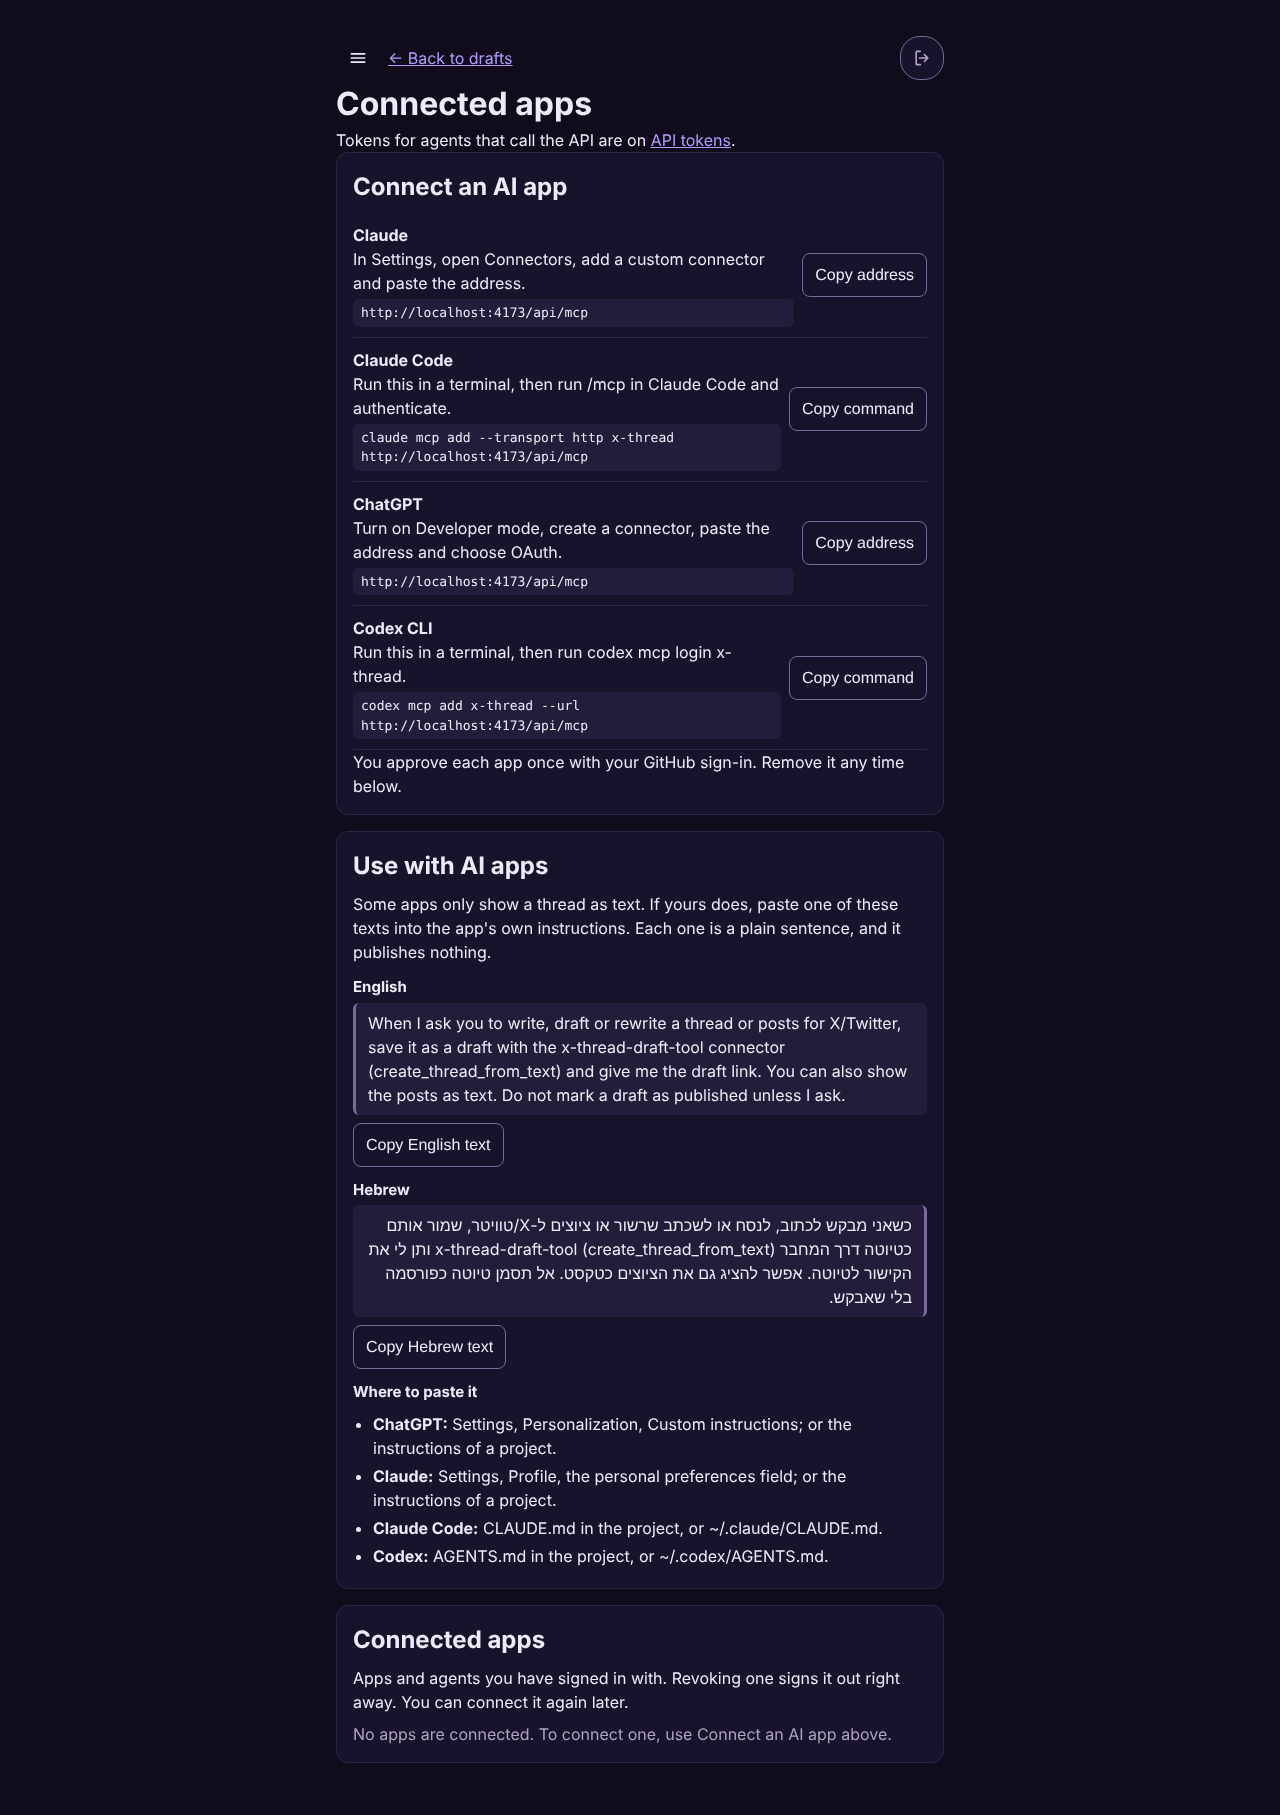 ← Back to drafts
Connected apps
Tokens for agents that call the API are on API tokens.
Connect an AI app
Claude
In Settings, open Connectors, add a custom connector
and paste the address.
http://localhost:4173/api/mcp
Copy address
Claude Code
Run this in a terminal, then run /mcp in Claude Code and
authenticate.
claude mcp add --transport http x-thread
http://localhost:4173/api/mcp
Copy command
ChatGPT
Turn on Developer mode, create a connector, paste the
address and choose OAuth.
http://localhost:4173/api/mcp
Copy address
Codex CLI
Run this in a terminal, then run codex mcp login x-
thread.
codex mcp add x-thread --url
http://localhost:4173/api/mcp
Copy command
You approve each app once with your GitHub sign-in. Remove it any time
below.
Use with AI apps
Some apps only show a thread as text. If yours does, paste one of these
texts into the app's own instructions. Each one is a plain sentence, and it
publishes nothing.
English
When I ask you to write, draft or rewrite a thread or posts for X/Twitter,
save it as a draft with the x-thread-draft-tool connector
(create_thread_from_text) and give me the draft link. You can also show
the posts as text. Do not mark a draft as published unless I ask.
Copy English text
Hebrew
כשאני מבקש לכתוב, לנסח או לשכתב שרשור או ציוצים ל-X/טוויטר, שמור אותם
כטיוטה דרך המחבר x-thread-draft-tool (create_thread_from_text) ותן לי את
הקישור לטיוטה. אפשר להציג גם את הציוצים כטקסט. אל תסמן טיוטה כפורסמה
בלי שאבקש.
Copy Hebrew text
Where to paste it
• ChatGPT: Settings, Personalization, Custom instructions; or the
instructions of a project.
• Claude: Settings, Profile, the personal preferences field; or the
instructions of a project.
• Claude Code: CLAUDE.md in the project, or ~/.claude/CLAUDE.md.
• Codex: AGENTS.md in the project, or ~/.codex/AGENTS.md.
Connected apps
Apps and agents you have signed in with. Revoking one signs it out right
away. You can connect it again later.
No apps are connected. To connect one, use Connect an AI app above.